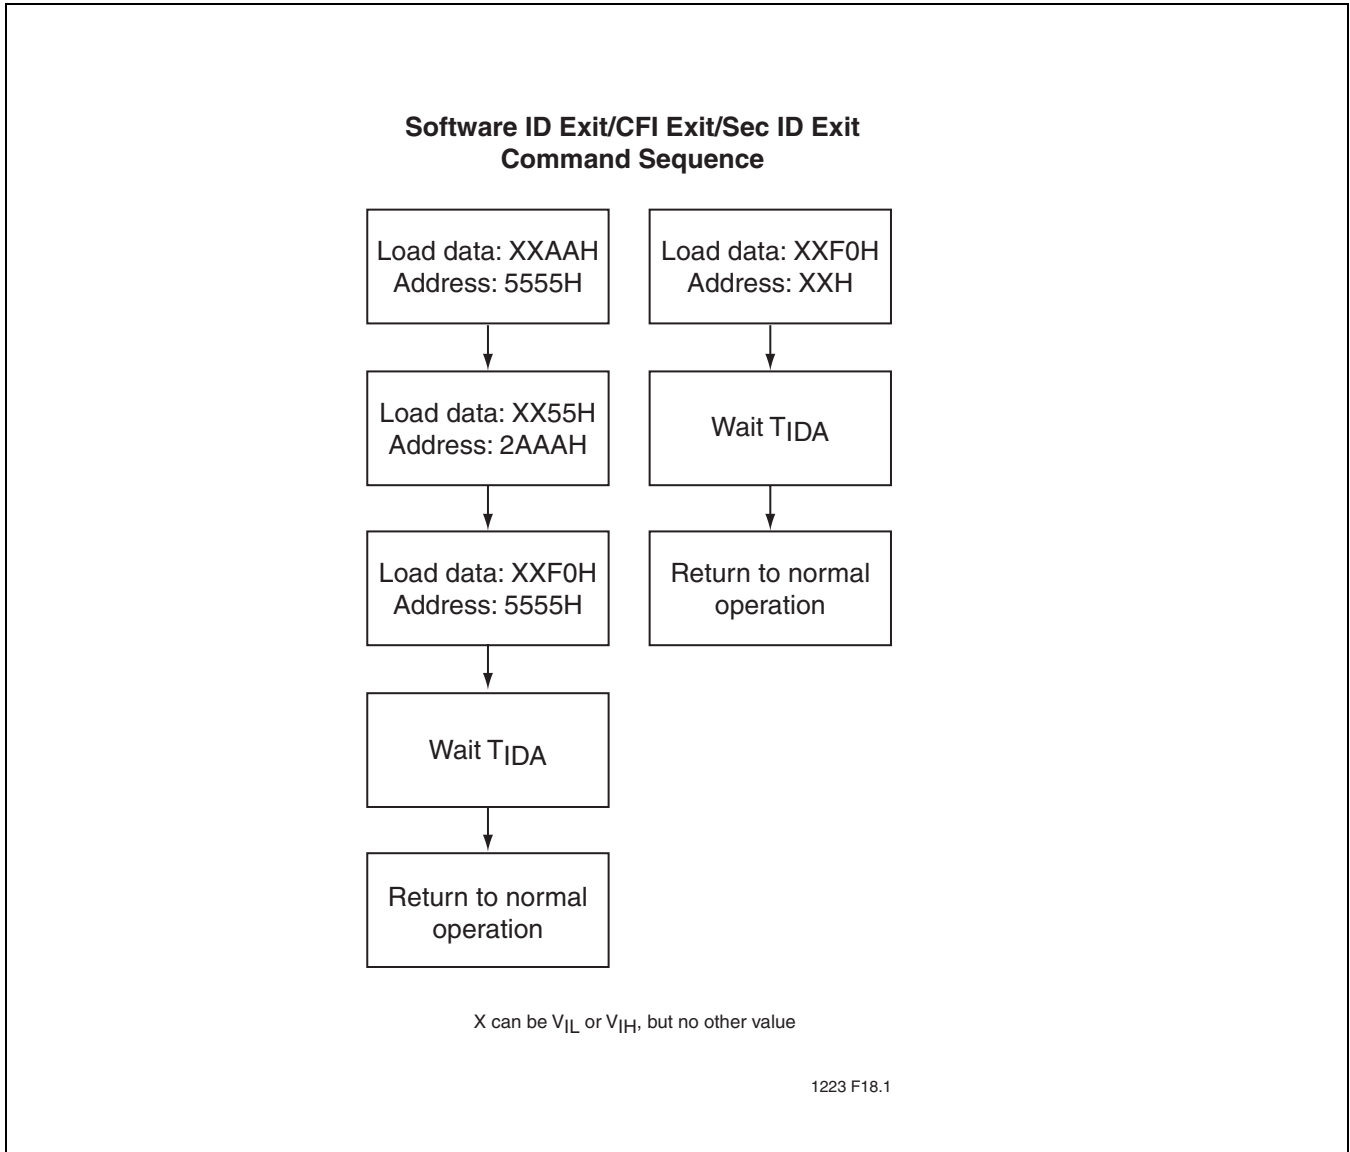 Software ID Exit/CFI Exit/Sec ID Exit
Command Sequence
Load data: XXAAH
Address: 5555H
Load data: XX55H
Address: 2AAAH
Load data: XXF0H
Address: 5555H
Wait TIDA
Return to normal
operation
Load data: XXF0H
Address: XXH
Wait TIDA
Return to normal
operation
X can be VIL or VIH, but no other value
1223 F18.1